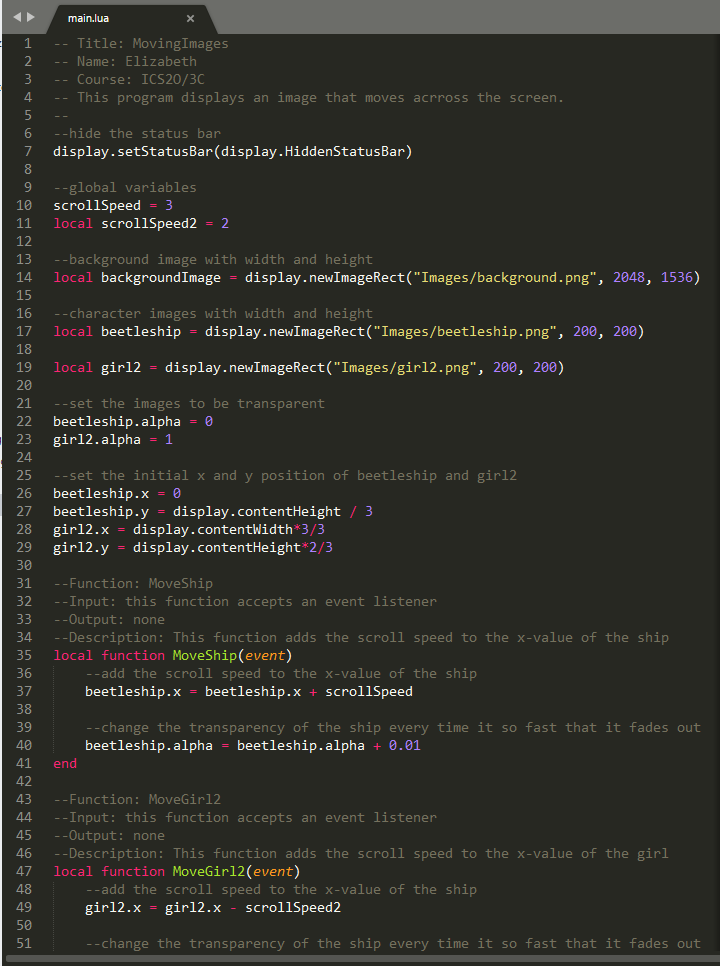 main.lua
1 -- Title: MovingImages
2 -- Name: Elizabeth
3 -- Course: ICS2O/3C
4 -- This program displays an image that moves acrross the screen.
5 --
6 --hide the status bar
7 display.setStatusBar(display.HiddenStatusBar)
8
9 --global variables
10 scrollSpeed = 3
11 local scrollSpeed2 = 2
12
13 --background image with width and height
14 local backgroundImage = display.newImageRect("Images/background.png", 2048, 1536)
15
16 --character images with width and height
17 local beetleship = display.newImageRect("Images/beetleship.png", 200, 200)
18
19 local girl2 = display.newImageRect("Images/girl2.png", 200, 200)
20
21 --set the images to be transparent
22 beetleship.alpha = 0
23 girl2.alpha = 1
24
25 --set the initial x and y position of beetleship and girl2
26 beetleship.x = 0
27 beetleship.y = display.contentHeight / 3
28 girl2.x = display.contentWidth*3/3
29 girl2.y = display.contentHeight*2/3
30
31 --Function: MoveShip
32 --Input: this function accepts an event listener
33 --Output: none
34 --Description: This function adds the scroll speed to the x-value of the ship
35 local function MoveShip(event)
36     --add the scroll speed to the x-value of the ship
37     beetleship.x = beetleship.x + scrollSpeed
38
39     --change the transparency of the ship every time it so fast that it fades out
40     beetleship.alpha = beetleship.alpha + 0.01
41 end
42
43 --Function: MoveGirl2
44 --Input: this function accepts an event listener
45 --Output: none
46 --Description: This function adds the scroll speed to the x-value of the girl
47 local function MoveGirl2(event)
48     --add the scroll speed to the x-value of the ship
49     girl2.x = girl2.x - scrollSpeed2
50
51     --change the transparency of the ship every time it so fast that it fades out